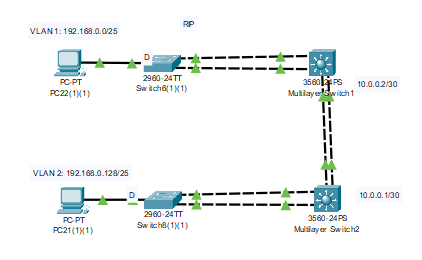 RIP
VLAN 1: 192.168.0.0/25
D
PC-PT
PC22(1)(1)
2960-24TT
Switch6(1)(1)
3560-24PS
Multilayer Switch1
10.0.0.2/30
VLAN 2: 192.168.0.128/25
D
PC-PT
PC21(1)(1)
2960-24TT
Switch8(1)(1)
3560-24PS
Multilayer Switch2
10.0.0.1/30